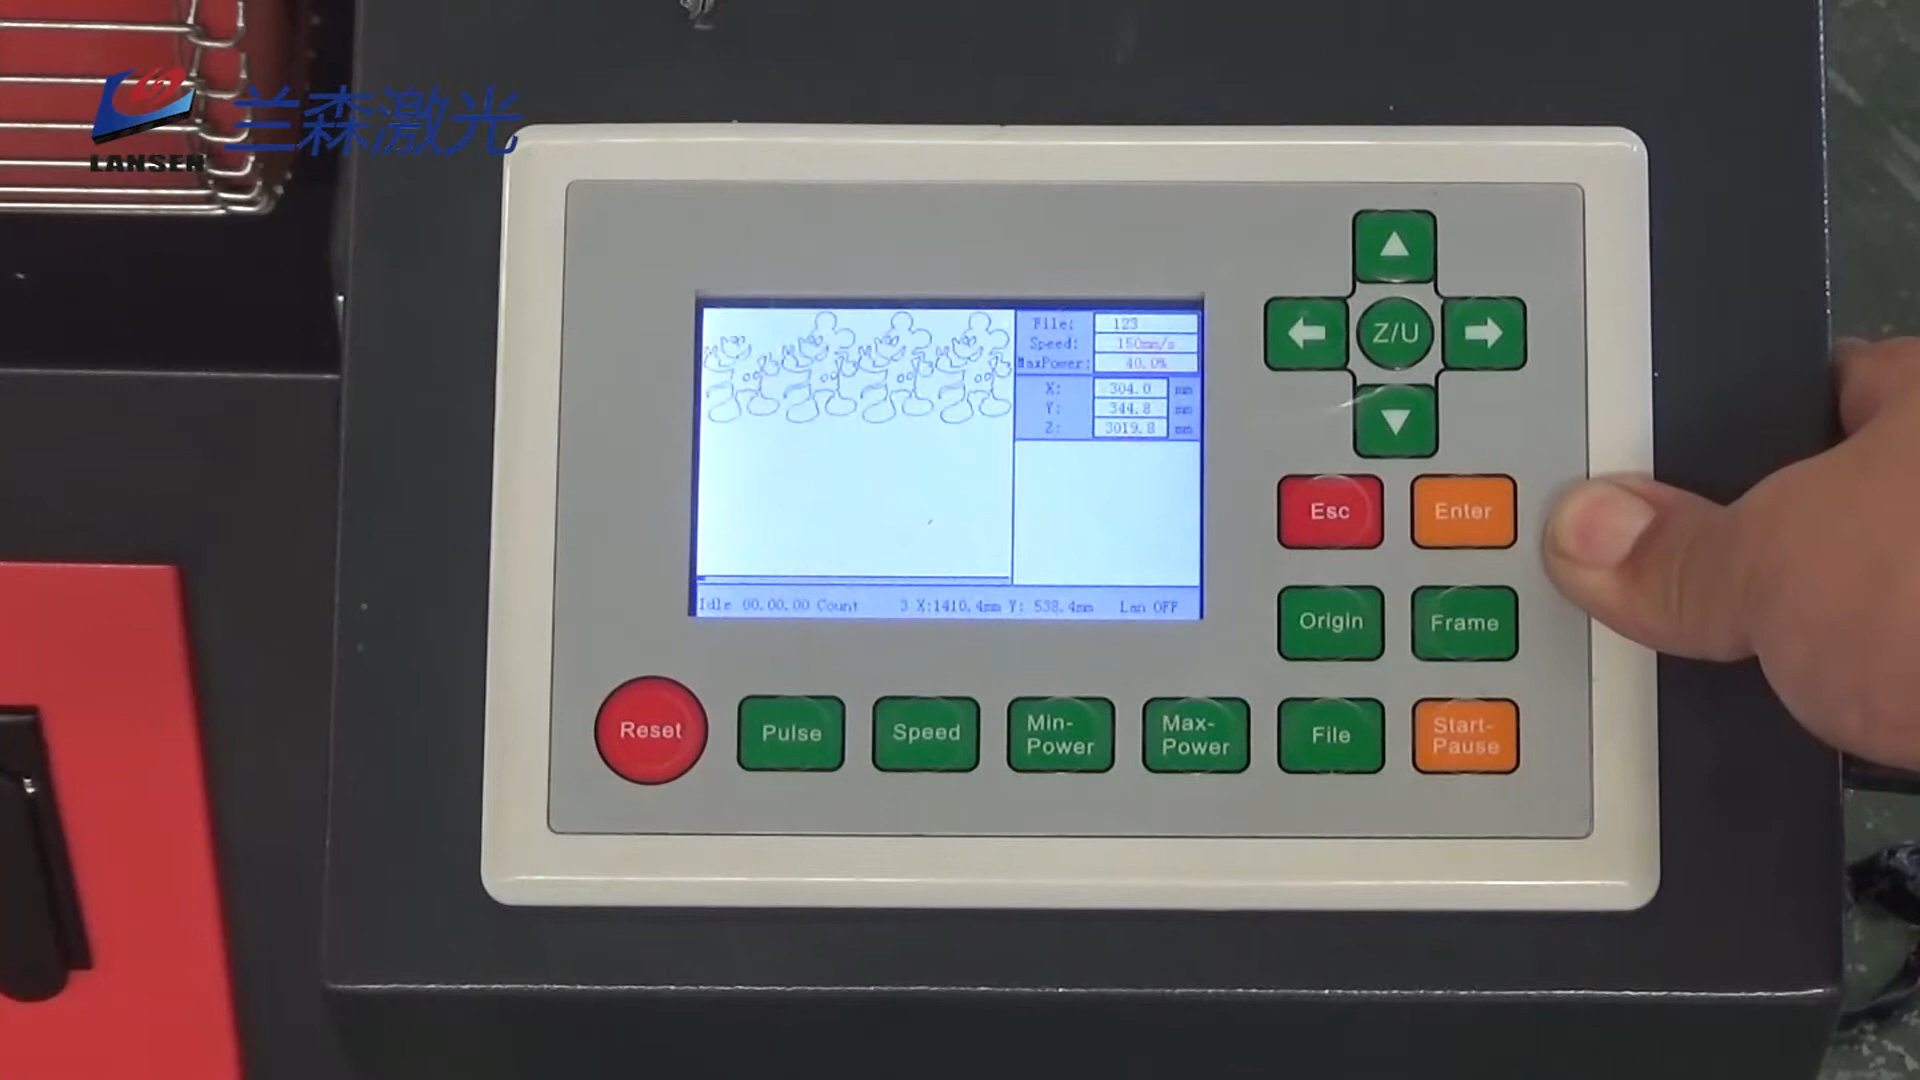 兰森激光
LANSEN
File: 123
Speed: 150mm/s
MaxPower: 40.0%
X: 304.0 mm
Y: 344.8 mm
Z: 3019.8 mm
Idle 00.00.00 Count 3 X:1410.4mm Y: 538.4mm Lan OFF
Z/U
Esc
Enter
Origin
Frame
Reset
Pulse
Speed
Min-
Power
Max-
Power
File
Start-
Pause